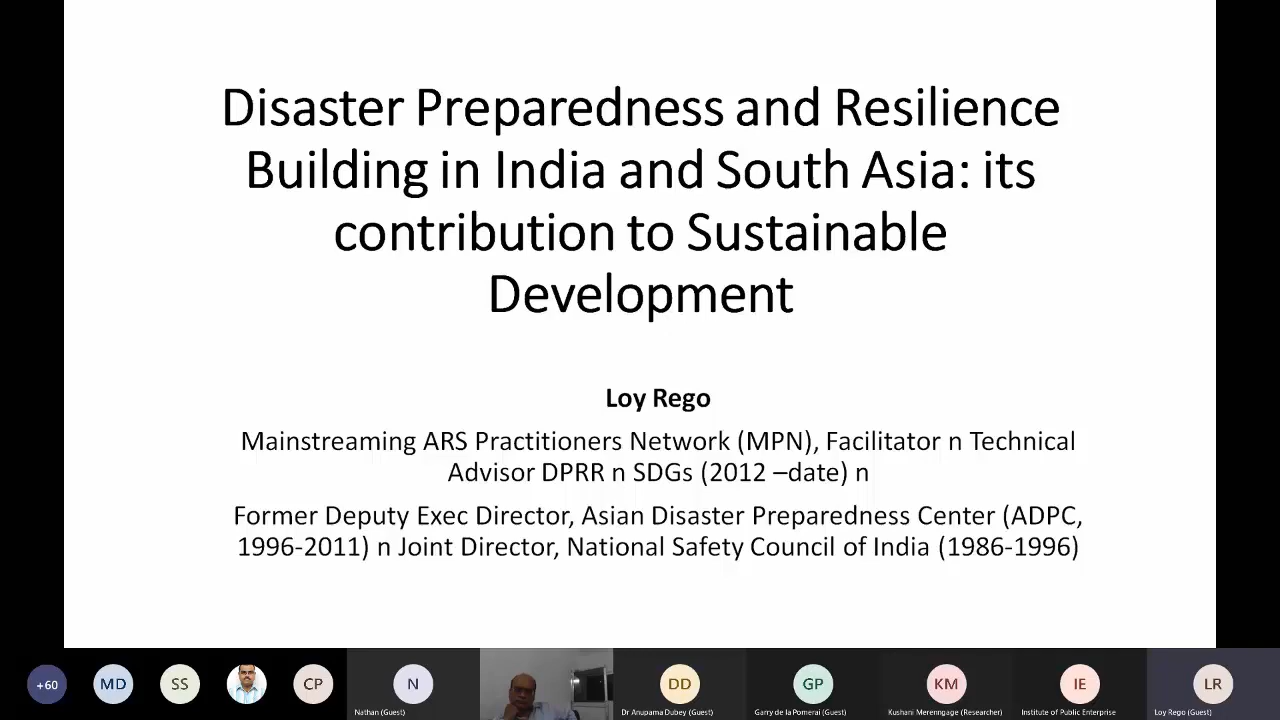 Disaster Preparedness and Resilience
Building in India and South Asia: its
contribution to Sustainable
Development
Loy Rego
Mainstreaming ARS Practitioners Network (MPN), Facilitator n Technical
Advisor DPRR n SDGs (2012 –date) n
Former Deputy Exec Director, Asian Disaster Preparedness Center (ADPC,
1996-2011) n Joint Director, National Safety Council of India (1986-1996)
+60 MD SS CP N DD GP KM IE LR
Nathan (Guest) Dr Anupama Dubey (Guest) Garry de la Pomerai (Guest) Kushani Merenngage (Researcher) Institute of Public Enterprise Loy Rego (Guest)